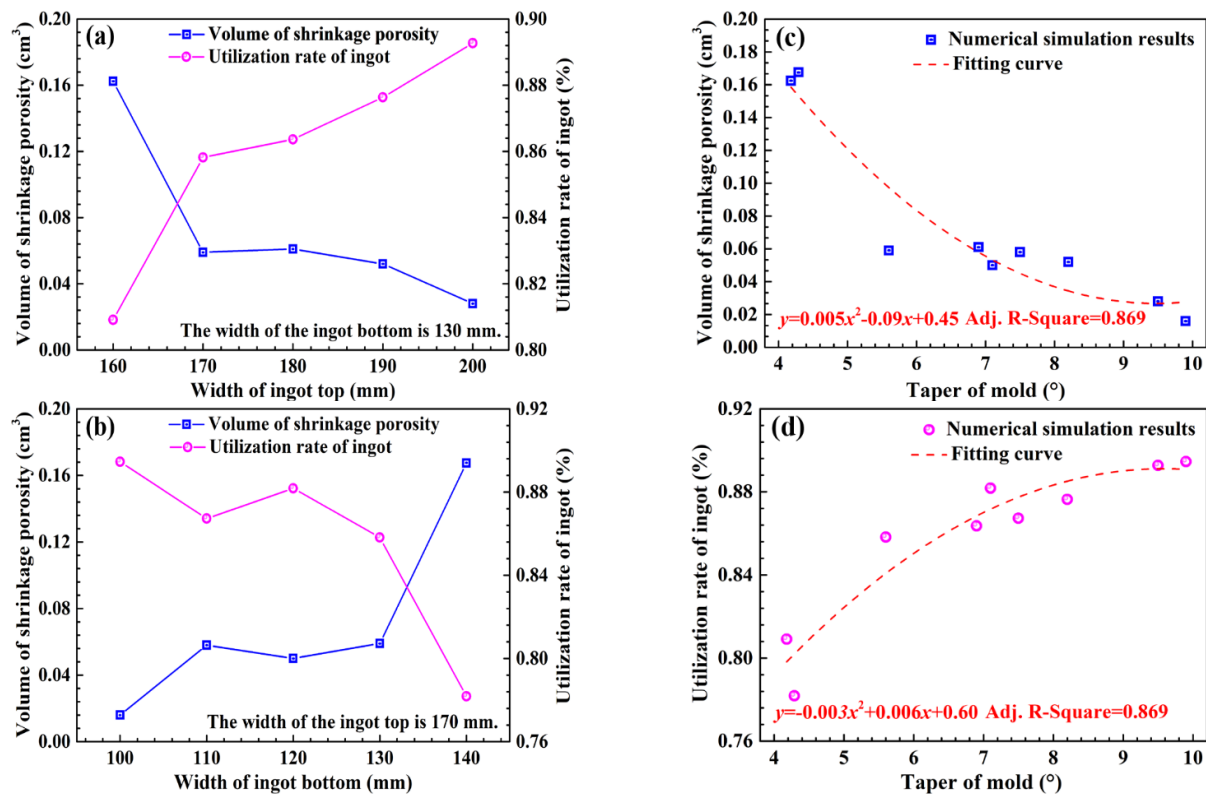 (a)
Volume of shrinkage porosity
Utilization rate of ingot
The width of the ingot bottom is 130 mm.
0.20
0.16
0.12
0.08
0.04
0.00
Volume of shrinkage porosity (cm³)
0.90
0.88
0.86
0.84
0.82
0.80
Utilization rate of ingot (%)
160 170 180 190 200
Width of ingot top (mm)
(c)
Numerical simulation results
Fitting curve
y=0.005x²-0.09x+0.45 Adj. R-Square=0.869
0.20
0.18
0.16
0.14
0.12
0.10
0.08
0.06
0.04
0.02
0.00
Volume of shrinkage porosity (cm³)
4 5 6 7 8 9 10
Taper of mold (°)
(b)
Volume of shrinkage porosity
Utilization rate of ingot
The width of the ingot top is 170 mm.
0.20
0.16
0.12
0.08
0.04
0.00
Volume of shrinkage porosity (cm³)
0.92
0.88
0.84
0.80
0.76
Utilization rate of ingot (%)
100 110 120 130 140
Width of ingot bottom (mm)
(d)
Numerical simulation results
Fitting curve
y=-0.003x²+0.006x+0.60 Adj. R-Square=0.869
0.92
0.88
0.84
0.80
0.76
Utilization rate of ingot (%)
4 5 6 7 8 9 10
Taper of mold (°)